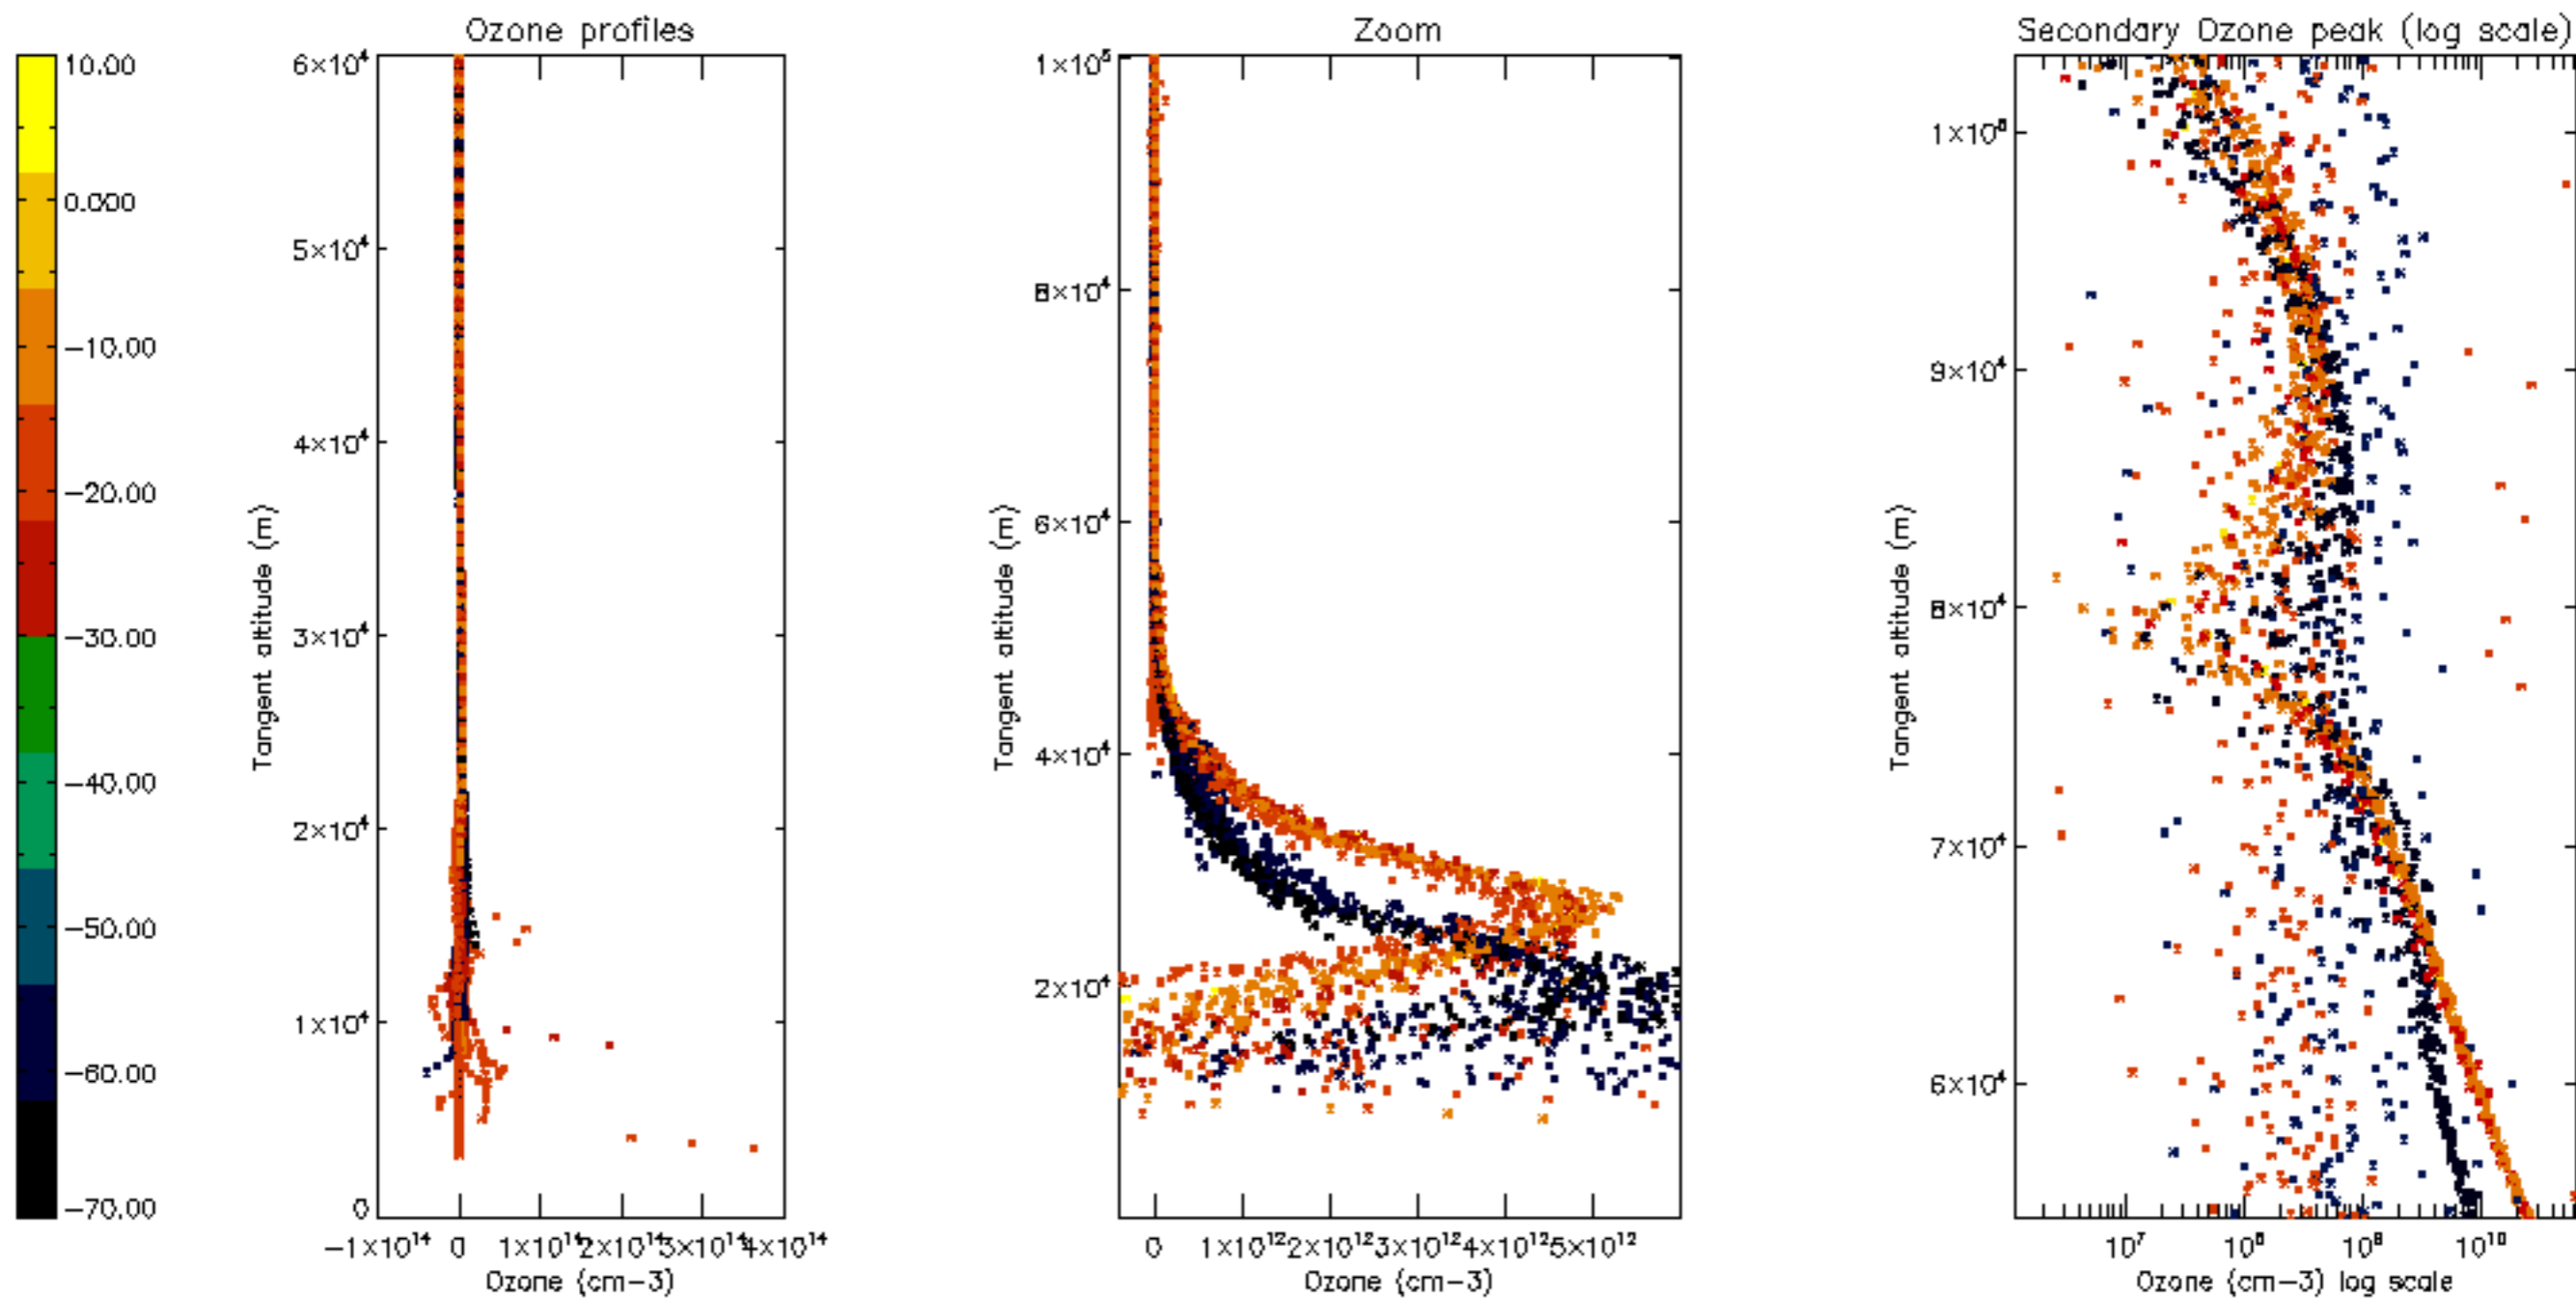 Ozone profiles
Zoom
Secondary Ozone peak (log scale)
10.00
0.000
−10.00
−20.00
−30.00
−40.00
−50.00
−60.00
−70.00
6×10⁴
5×10⁴
4×10⁴
3×10⁴
2×10⁴
1×10⁴
0
Tangent altitude (m)
−1×10¹⁴ 0 1×10¹⁴ 2×10¹⁴ 3×10¹⁴ 4×10¹⁴
Ozone (cm−3)
1×10⁵
8×10⁴
6×10⁴
4×10⁴
2×10⁴
Tangent altitude (m)
0 1×10¹² 2×10¹² 3×10¹² 4×10¹² 5×10¹²
Ozone (cm−3)
1×10⁵
9×10⁴
8×10⁴
7×10⁴
6×10⁴
Tangent altitude (m)
10⁷ 10⁸ 10⁹ 10¹⁰
Ozone (cm−3) log scale